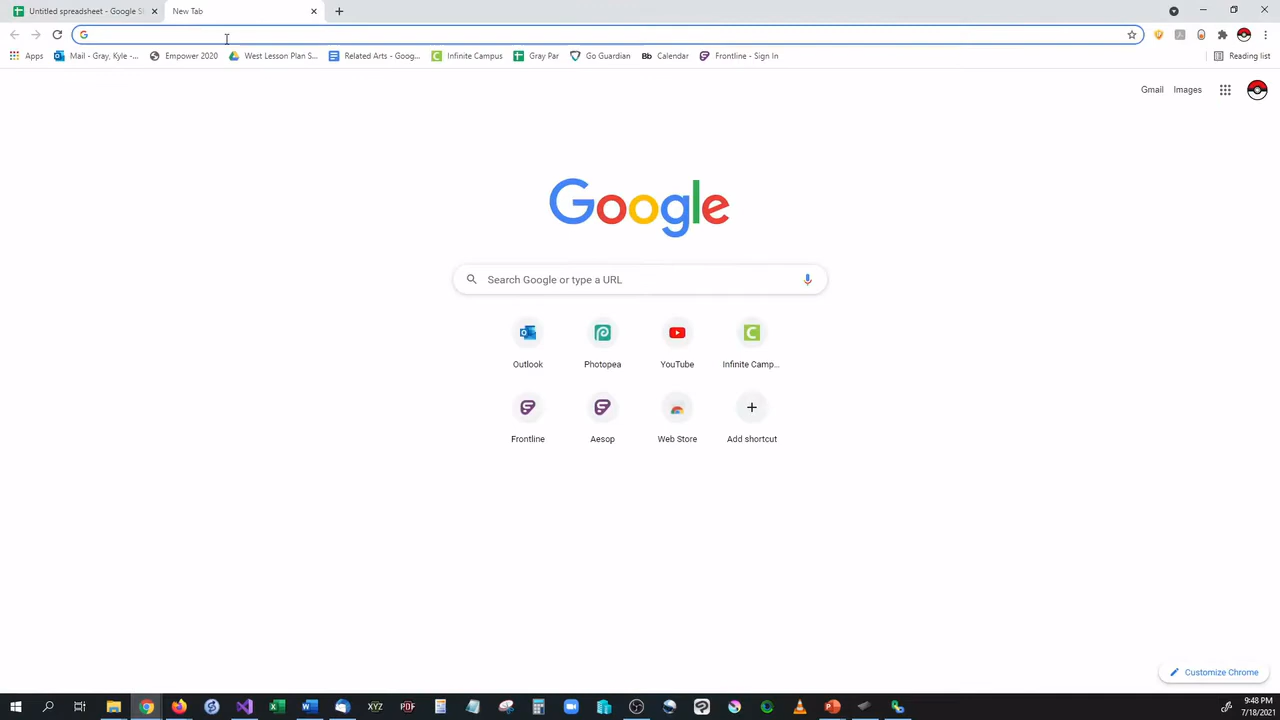 Untitled spreadsheet - Google S
New Tab
Apps
Mail - Gray, Kyle -...
Empower 2020
West Lesson Plan S...
Related Arts - Goog...
Infinite Campus
Gray Par
Go Guardian
Bb Calendar
Frontline - Sign In
Reading list
Gmail
Images
Google
Search Google or type a URL
Outlook
Photopea
YouTube
Infinite Camp...
Frontline
Aesop
Web Store
Add shortcut
Customize Chrome
XYZ
PDF
9:48 PM
7/18/2021